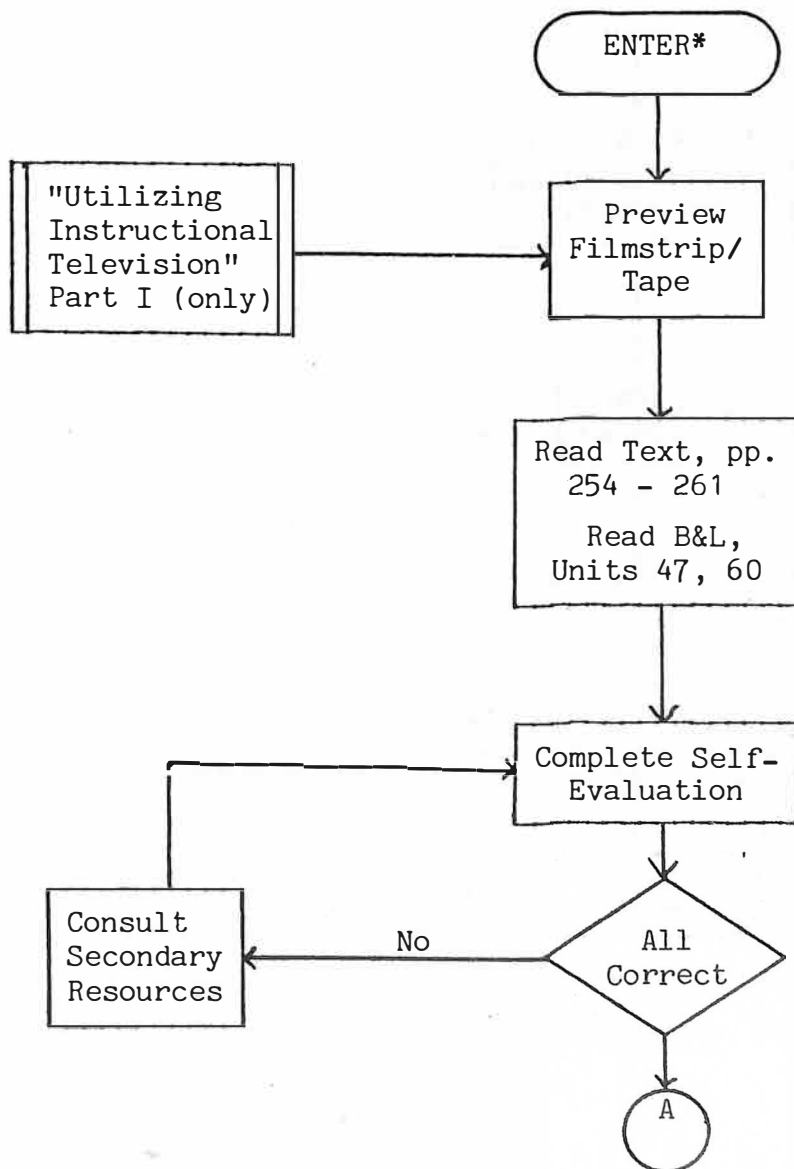 ENTER*
"Utilizing
Instructional
Television"
Part I (only)
Preview
Filmstrip/
Tape
Read Text, pp.
254 - 261
Read B&L,
Units 47, 60
Complete Self-
Evaluation
All
Correct
No
Consult
Secondary
Resources
A